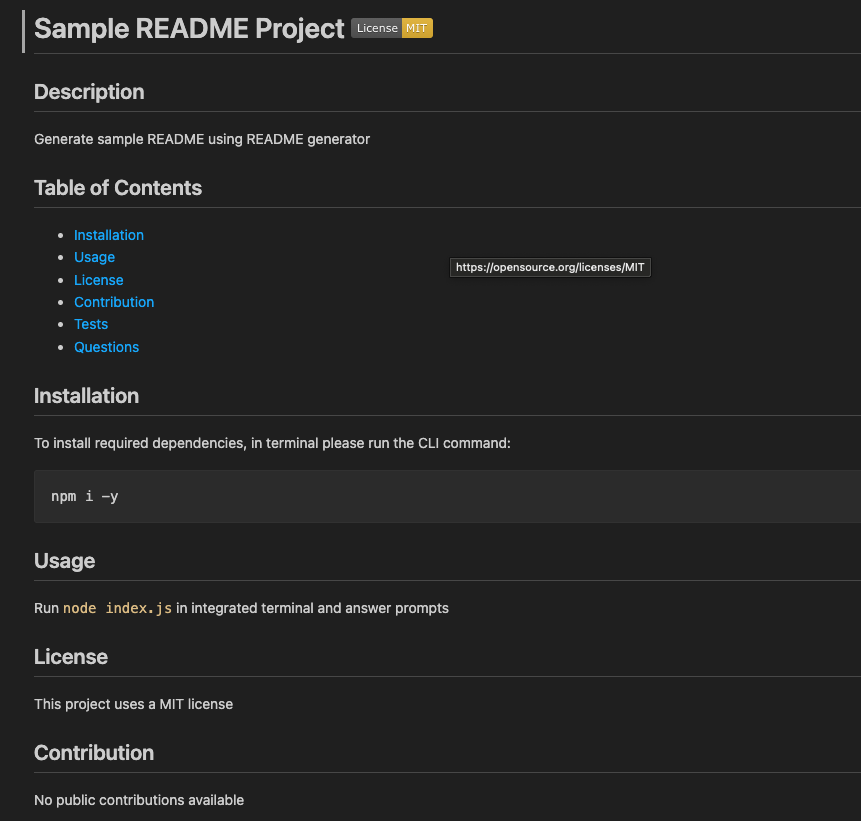 Sample README Project License MIT
Description
Generate sample README using README generator
Table of Contents
Installation
Usage
https://opensource.org/licenses/MIT
License
Contribution
Tests
Questions
Installation
To install required dependencies, in terminal please run the CLI command:
npm i -y
Usage
Run node index.js in integrated terminal and answer prompts
License
This project uses a MIT license
Contribution
No public contributions available